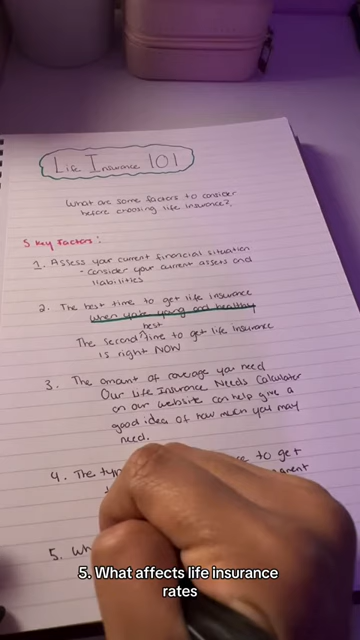 Life Insurance 101
What are some factors to consider
before choosing life insurance?
5 key factors:
1. Assess your current financial situation
- consider your current assets and
liabilities
2. The best time to get life insurance
when you're young and healthy
best
The second time to get life insurance
is right NOW
3. The amount of coverage you need
Our Life Insurance Needs Calculator
on our website can help give a
good idea of how much you may
need.
4. The to get
5. Wh
5. What affects life insurance
rates